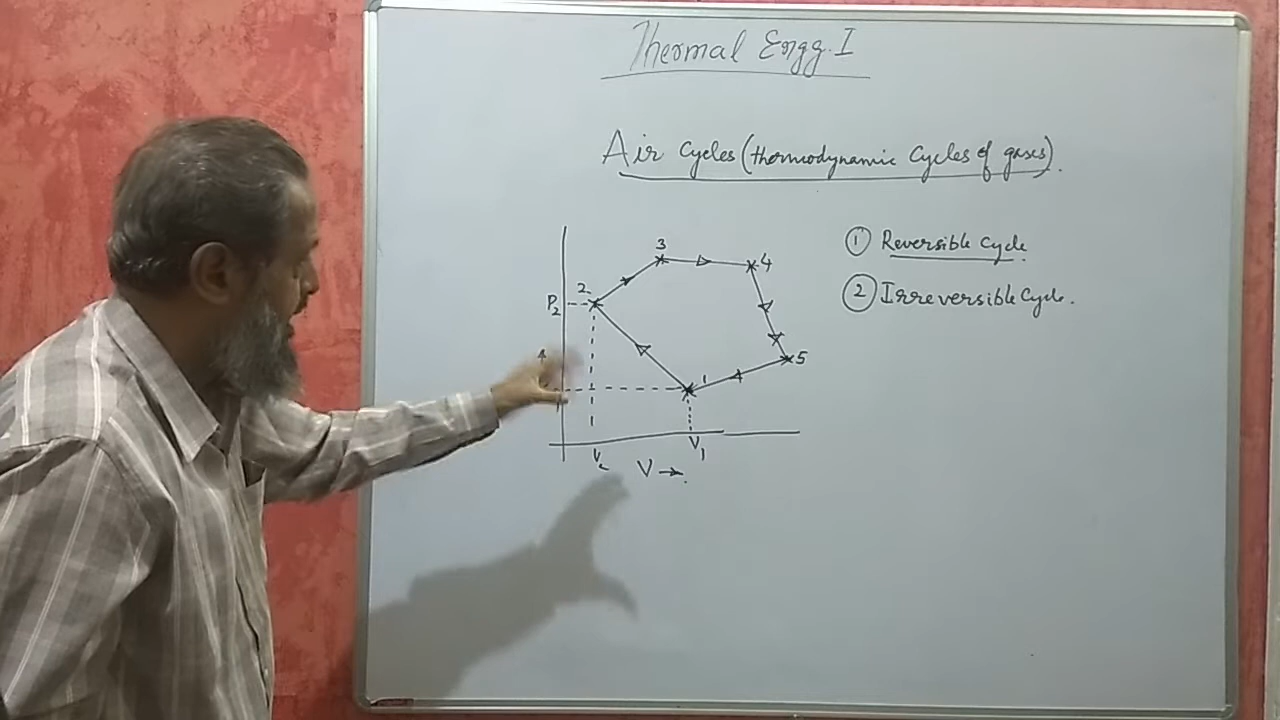 Thermal Engg. I
Air Cycles (thermodynamic Cycles of gases).
① Reversible Cycle.
② Irreversible Cycle.
3
4
2
P2
5
1
V1
V →